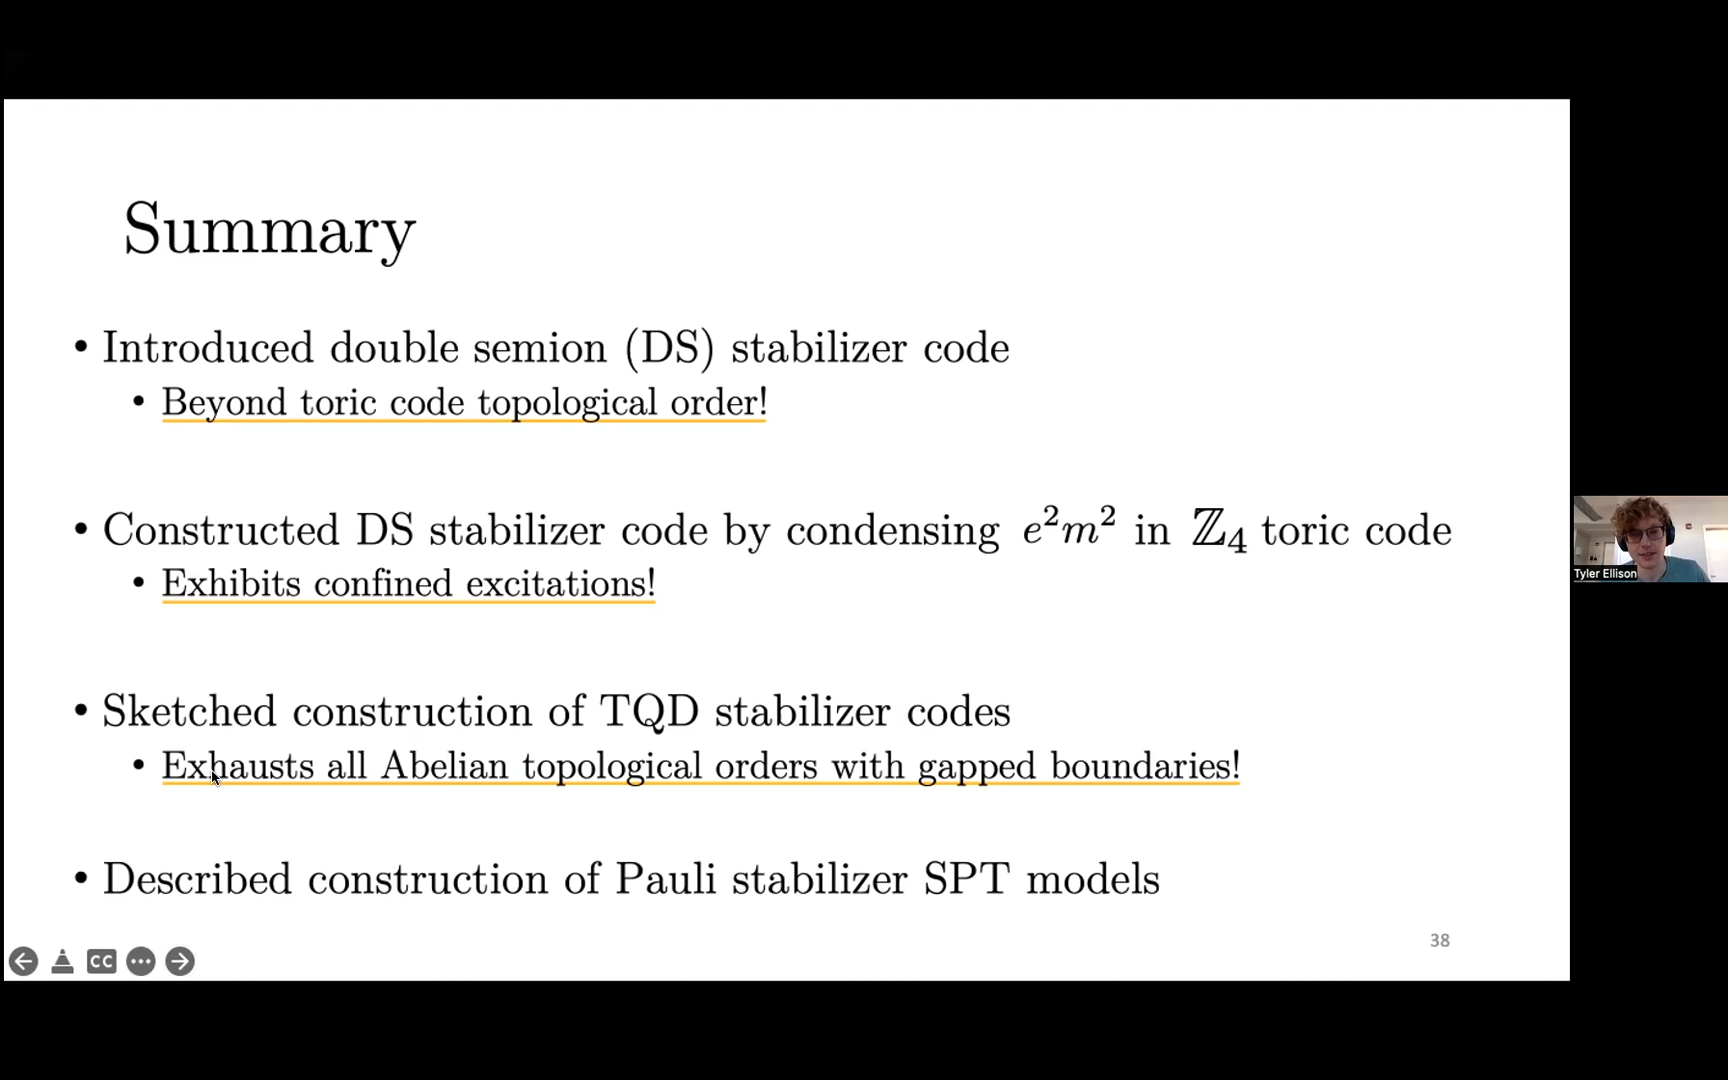 Summary
• Introduced double semion (DS) stabilizer code
• Beyond toric code topological order!
• Constructed DS stabilizer code by condensing e²m² in ℤ₄ toric code
• Exhibits confined excitations!
• Sketched construction of TQD stabilizer codes
• Exhausts all Abelian topological orders with gapped boundaries!
• Described construction of Pauli stabilizer SPT models
38
CC
Tyler Ellison